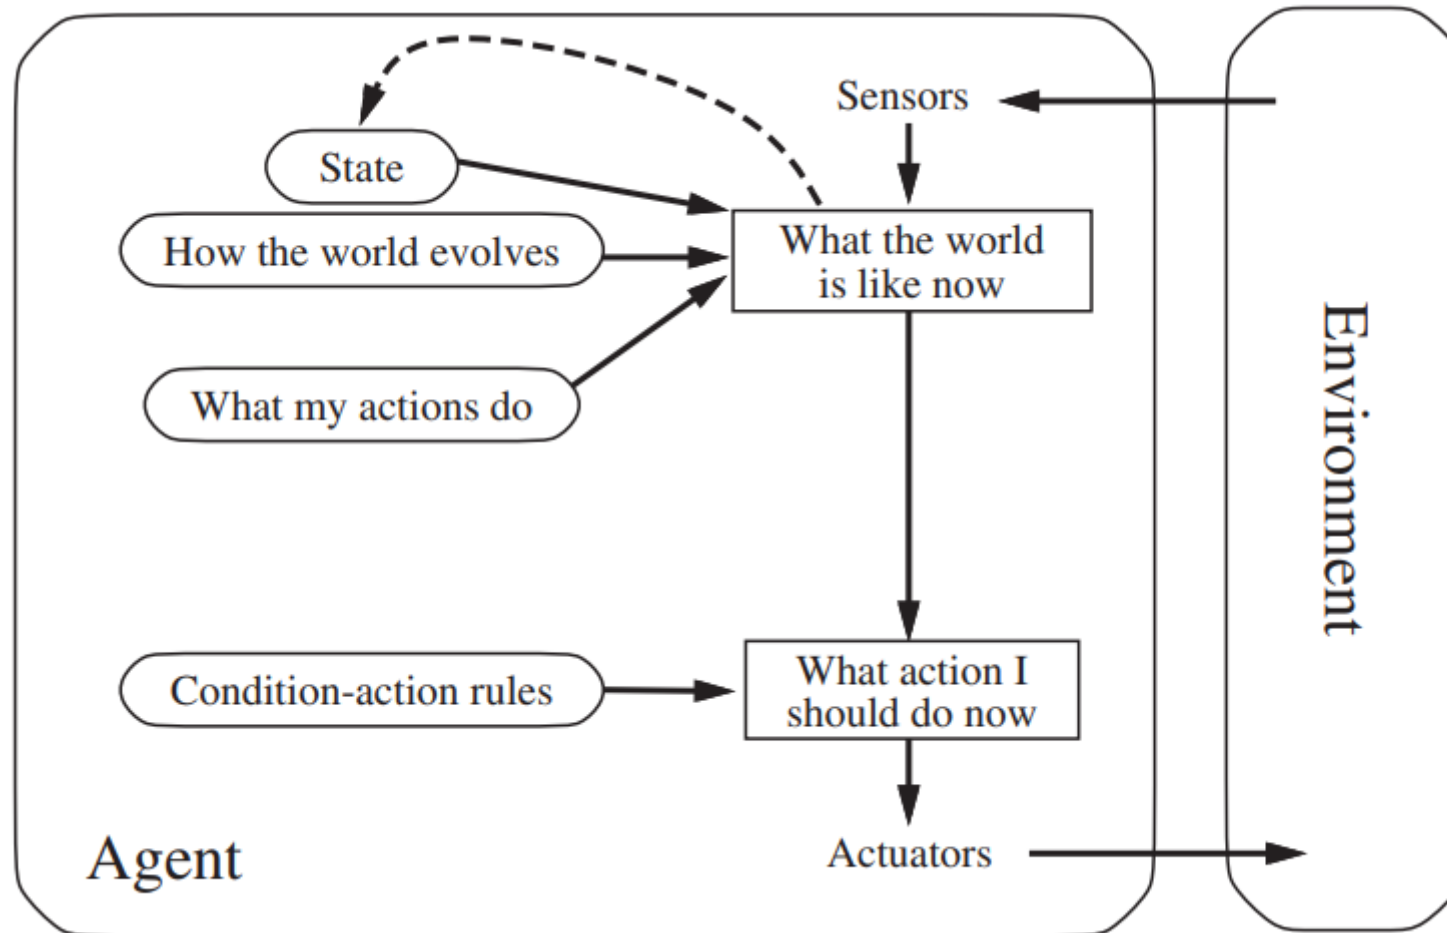 Sensors
State
What the world
is like now
How the world evolves
What my actions do
Environment
Condition-action rules
What action I
should do now
Agent
Actuators